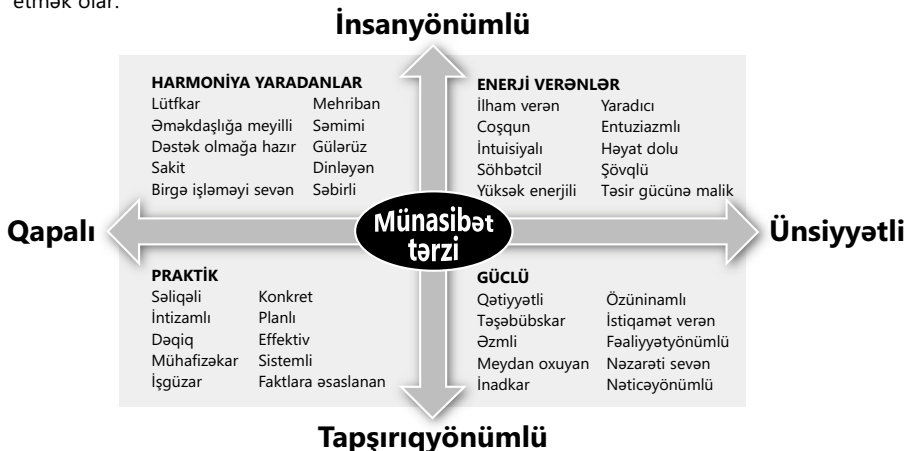 etmək olar.
İnsanyönümlü
HARMONİYA YARADANLAR
Lütfkar Mehriban
Əməkdaşlığa meyilli Səmimi
Dəstək olmağa hazır Gülərüz
Sakit Dinləyən
Birgə işləməyi sevən Səbirli
ENERJİ VERƏNLƏR
İlham verən Yaradıcı
Coşqun Entuziazmlı
İntuisiyalı Həyat dolu
Söhbətcil Şövqlü
Yüksək enerjili Təsir gücünə malik
Qapalı
Münasibət
tərzi
Ünsiyyətli
PRAKTİK
Səliqəli Konkret
İntizamlı Planlı
Dəqiq Effektiv
Mühafizəkar Sistemli
İşgüzar Faktlara əsaslanan
GÜCLÜ
Qətiyyətli Özüninamlı
Təşəbübskar İstiqamət verən
Əzmli Fəaliyyətyönümlü
Meydan oxuyan Nəzarəti sevən
İnadkar Nəticəyönümlü
Tapşırıqyönümlü